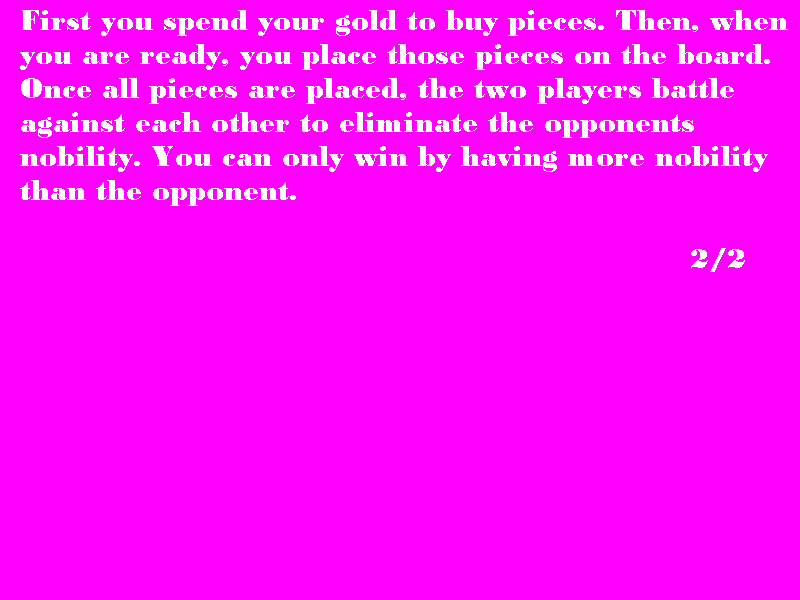 First you spend your gold to buy pieces. Then, when
you are ready, you place those pieces on the board.
Once all pieces are placed, the two players battle
against each other to eliminate the opponents
nobility. You can only win by having more nobility
than the opponent.
2/2